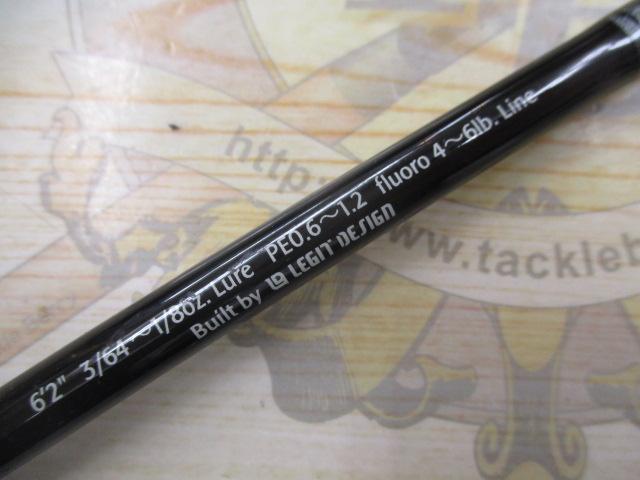 6'2" 3/64～1/8oz. Lure PE0.6～1.2 fluoro 4～6lb. Line
Built by LEGIT DESIGN
http:
www.tackleb